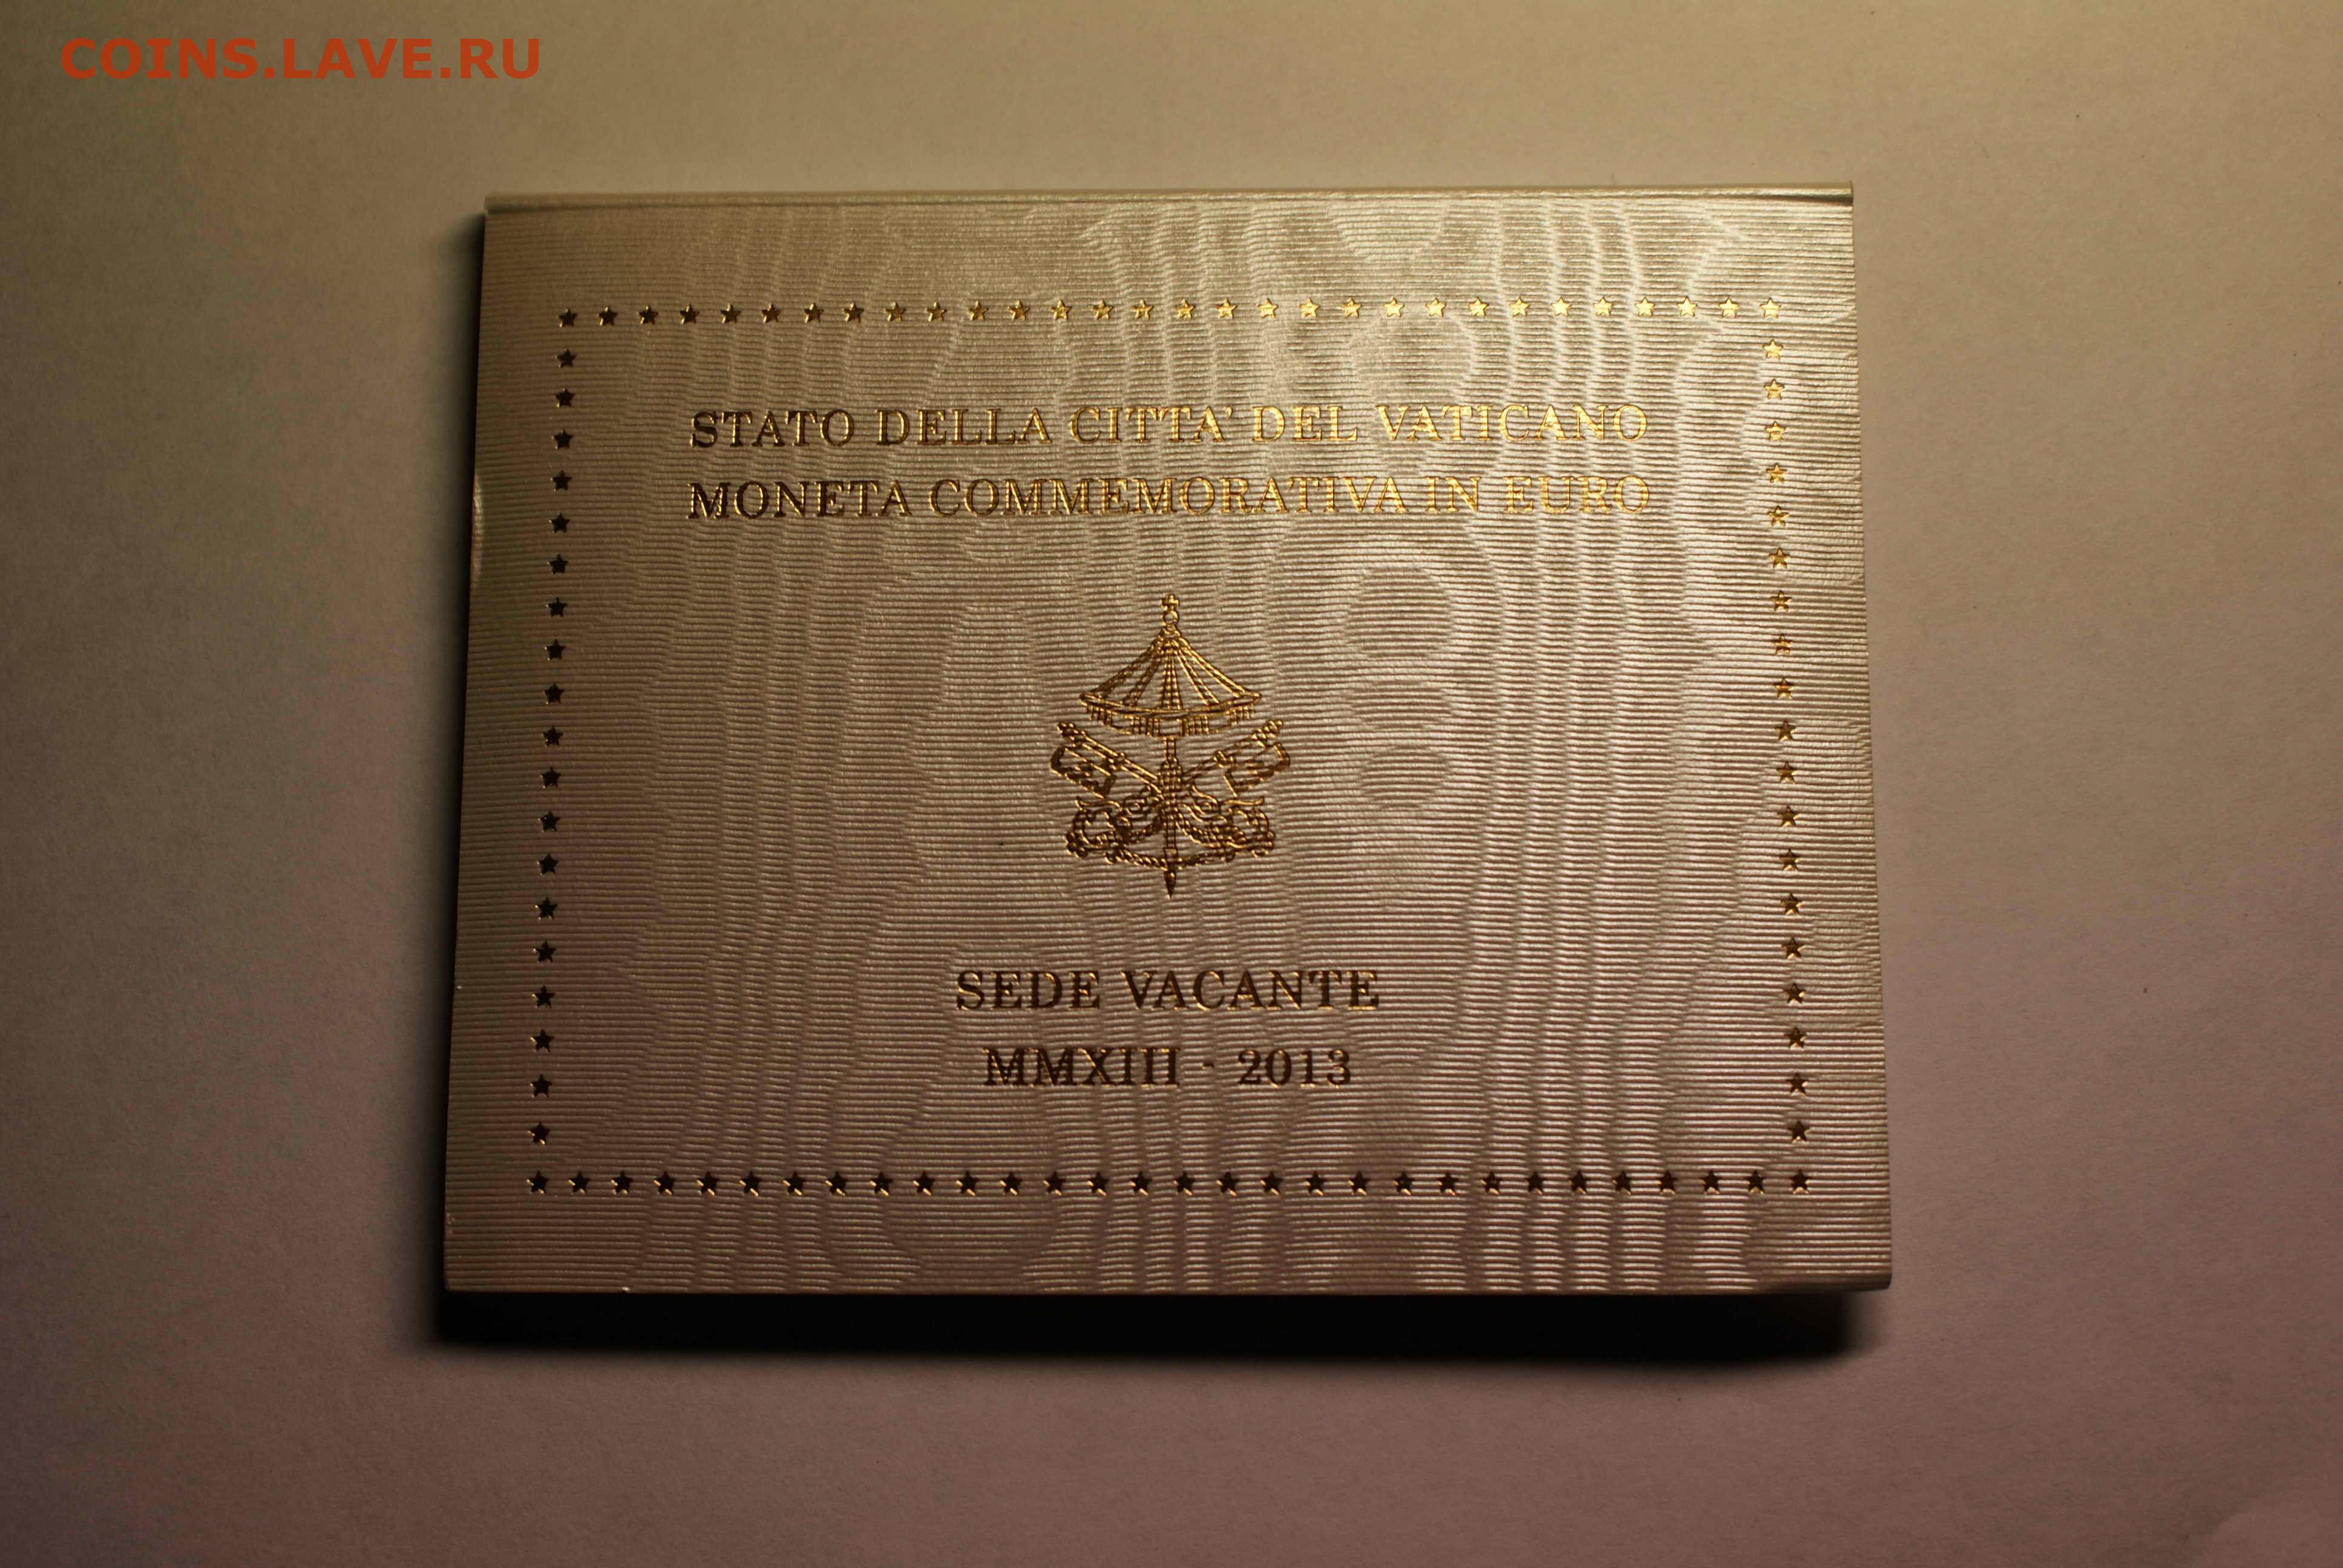 COINS.LAVE.RU
STATO DELLA CITTA' DEL VATICANO
MONETA COMMEMORATIVA IN EURO
SEDE VACANTE
MMXIII - 2013